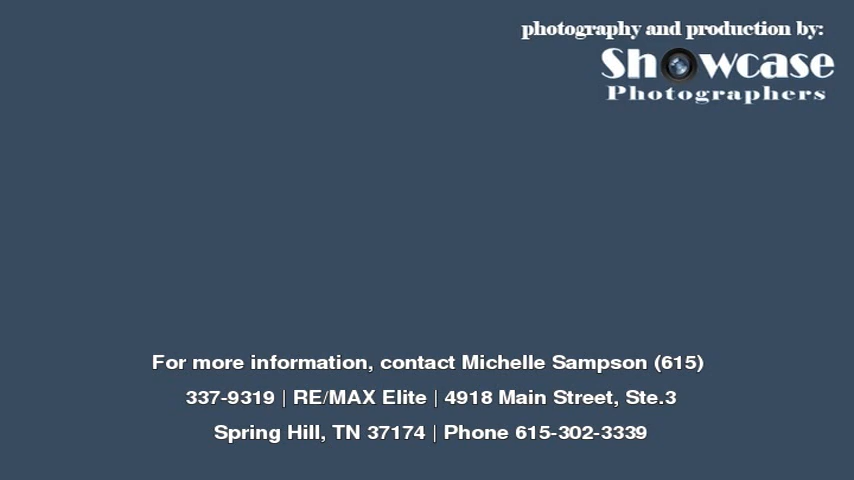 photography and production by:
Showcase
Photographers
For more information, contact Michelle Sampson (615)
337-9319 | RE/MAX Elite | 4918 Main Street, Ste.3
Spring Hill, TN 37174 | Phone 615-302-3339